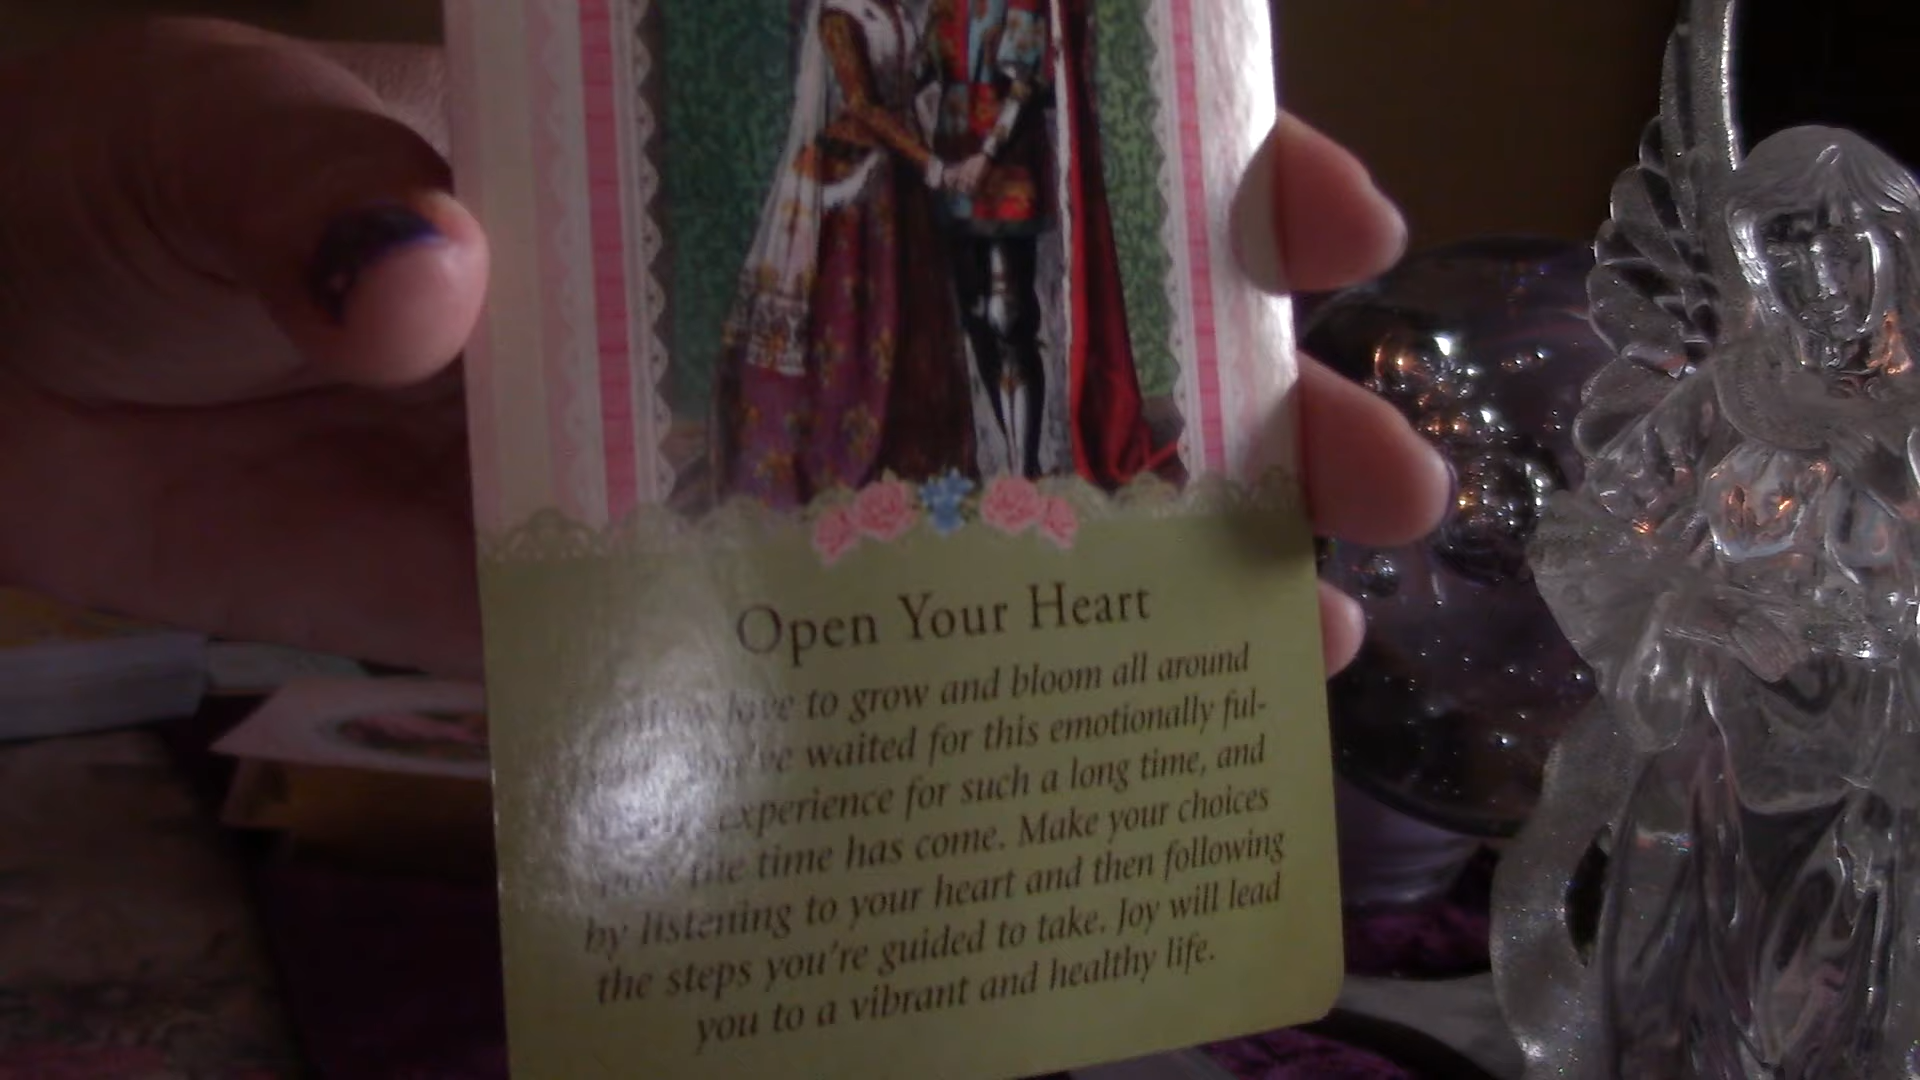 Open Your Heart
love to grow and bloom all around
waited for this emotionally ful-
experience for such a long time, and
the time has come. Make your choices
by listening to your heart and then following
the steps you're guided to take. Joy will lead
you to a vibrant and healthy life.